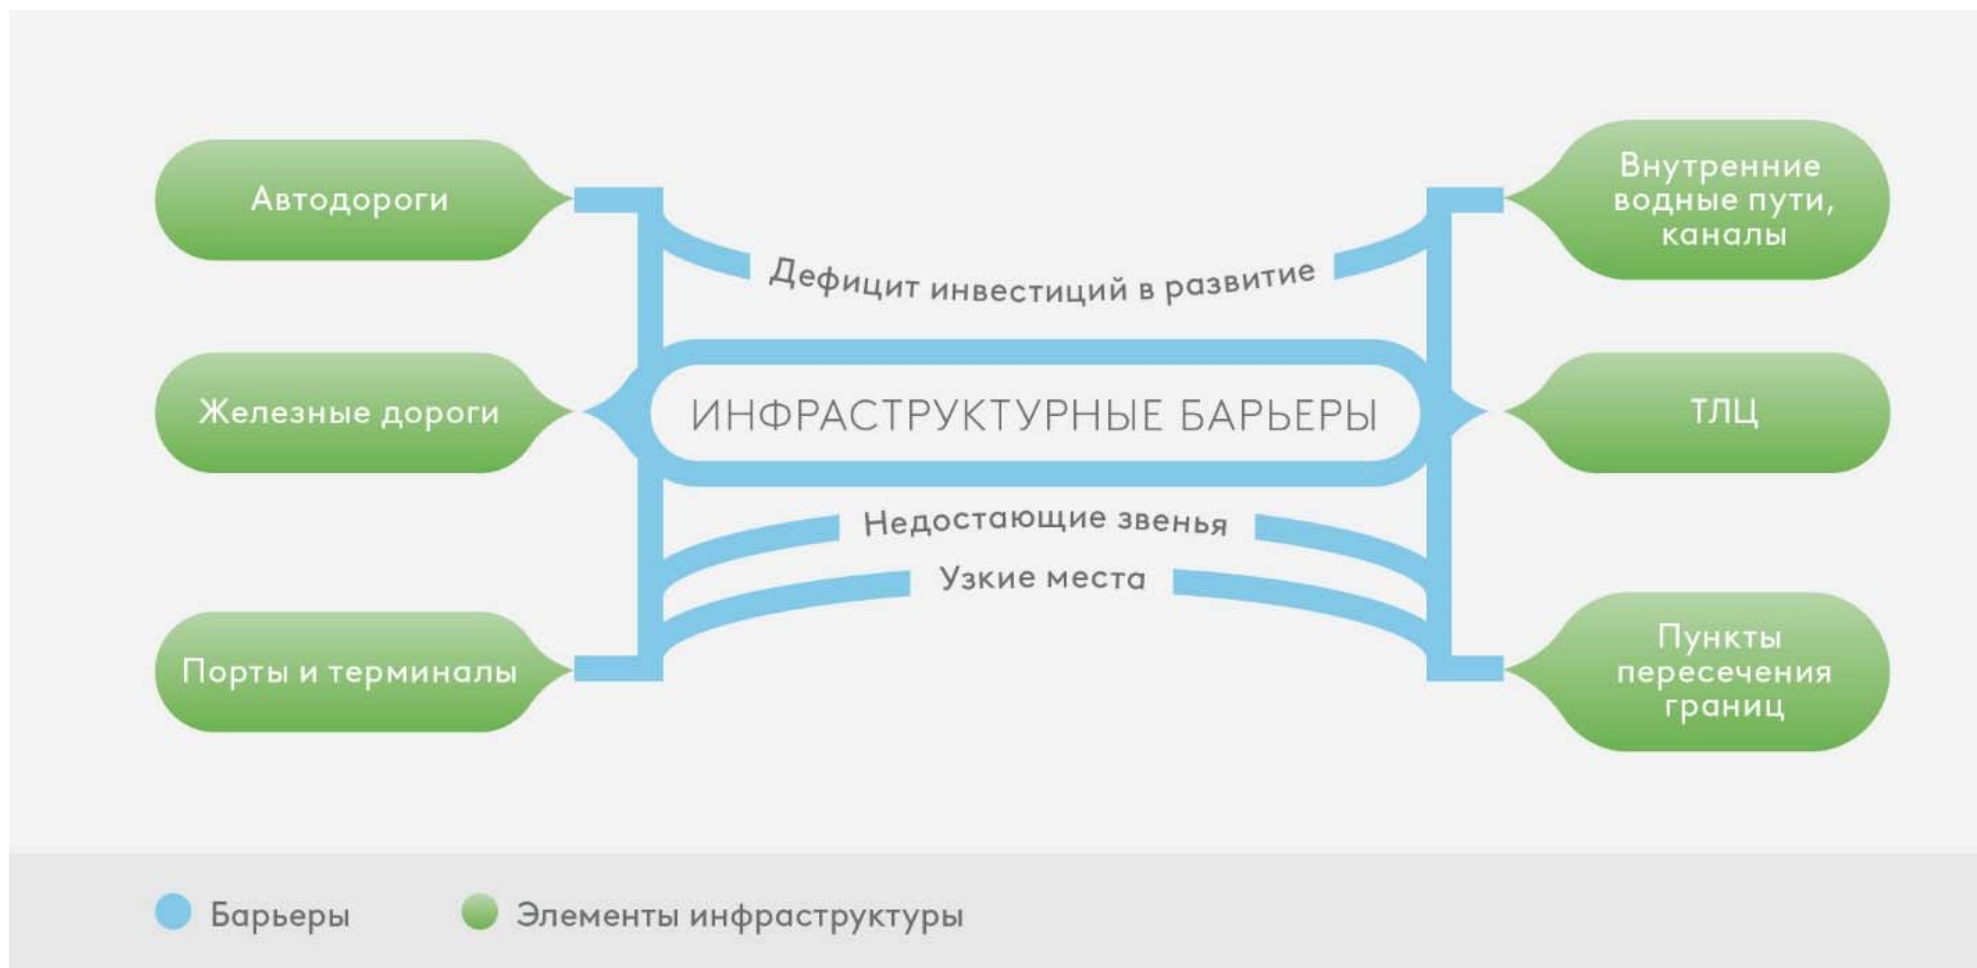 Автодороги
Железные дороги
Порты и терминалы
Дефицит инвестиций в развитие
ИНФРАСТРУКТУРНЫЕ БАРЬЕРЫ
Недостающие звенья
Узкие места
Внутренние
водные пути,
каналы
ТЛЦ
Пункты
пересечения
границ
Барьеры
Элементы инфраструктуры